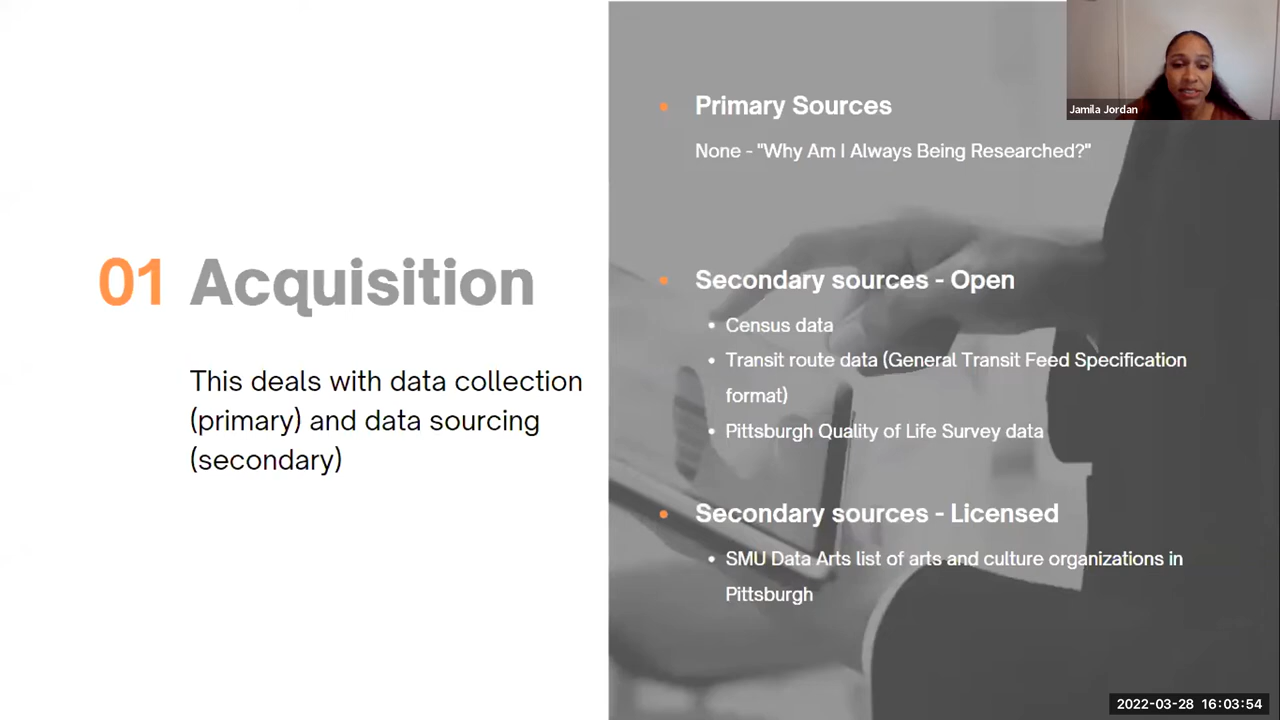 01 Acquisition
This deals with data collection
(primary) and data sourcing
(secondary)
Primary Sources
None - "Why Am I Always Being Researched?"
Secondary sources - Open
Census data
Transit route data (General Transit Feed Specification
format)
Pittsburgh Quality of Life Survey data
Secondary sources - Licensed
SMU Data Arts list of arts and culture organizations in
Pittsburgh
Jamila Jordan
2022-03-28 16:03:54